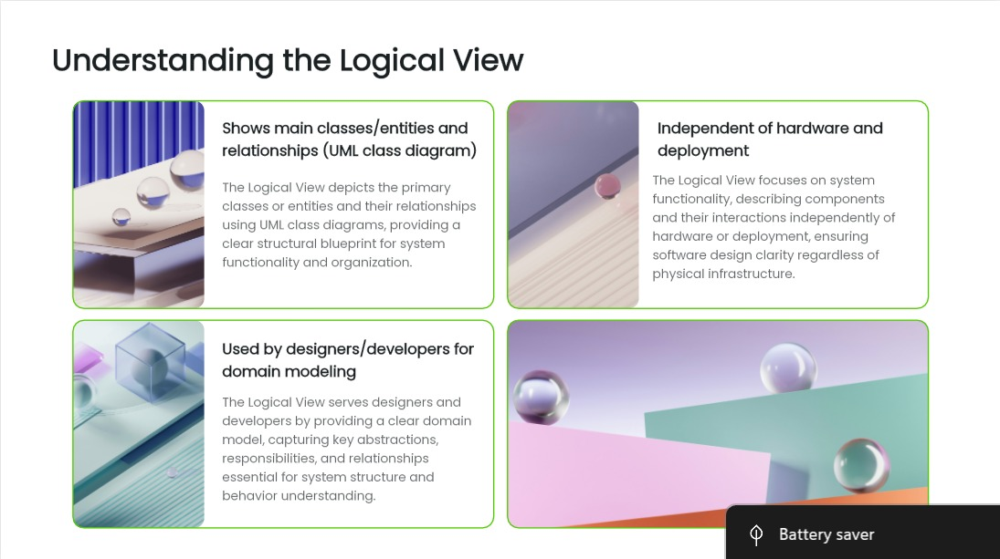 Understanding the Logical View
Shows main classes/entities and
relationships (UML class diagram)
The Logical View depicts the primary
classes or entities and their relationships
using UML class diagrams, providing a
clear structural blueprint for system
functionality and organization.
Independent of hardware and
deployment
The Logical View focuses on system
functionality, describing components
and their interactions independently of
hardware or deployment, ensuring
software design clarity regardless of
physical infrastructure.
Used by designers/developers for
domain modeling
The Logical View serves designers and
developers by providing a clear domain
model, capturing key abstractions,
responsibilities, and relationships
essential for system structure and
behavior understanding.
Battery saver